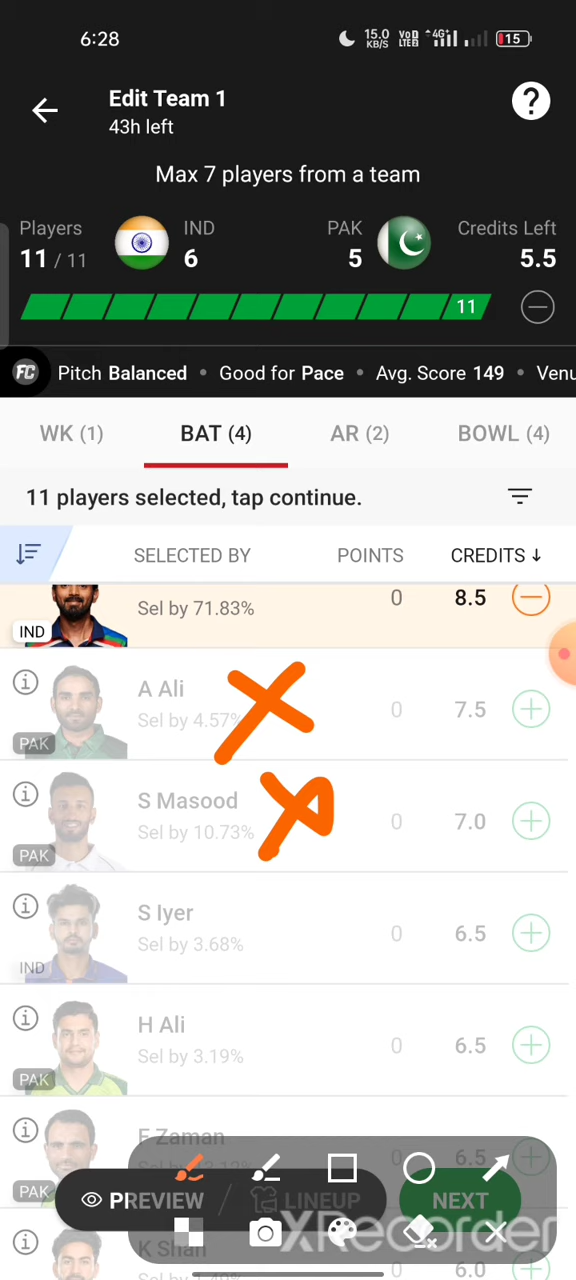 6:28 15.0 KB/S Vo LTE2 4G 15
Edit Team 1
43h left
?
Max 7 players from a team
Players IND PAK Credits Left
11 / 11 6 5 5.5
11
FC Pitch Balanced • Good for Pace • Avg. Score 149 • Venu
WK (1) BAT (4) AR (2) BOWL (4)
11 players selected, tap continue.
SELECTED BY POINTS CREDITS ↓
Sel by 71.83% 0 8.5
IND
A Ali
Sel by 4.57% 0 7.5
PAK
S Masood
Sel by 10.73% 0 7.0
PAK
S Iyer
Sel by 3.68% 0 6.5
IND
H Ali
Sel by 3.19% 0 6.5
PAK
F Zaman
6.5
PAK
PREVIEW / LINEUP NEXT
XRecorder
K Shah
6.0